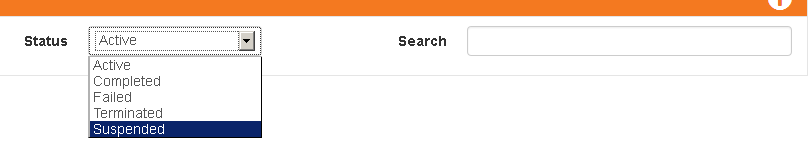 Status Active Search
Active
Completed
Failed
Terminated
Suspended